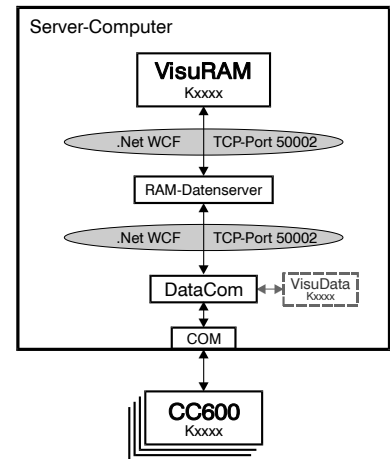 Server-Computer
VisuRAM
Kxxxx
.Net WCF TCP-Port 50002
RAM-Datenserver
.Net WCF TCP-Port 50002
DataCom
VisuData
Kxxxx
COM
CC600
Kxxxx